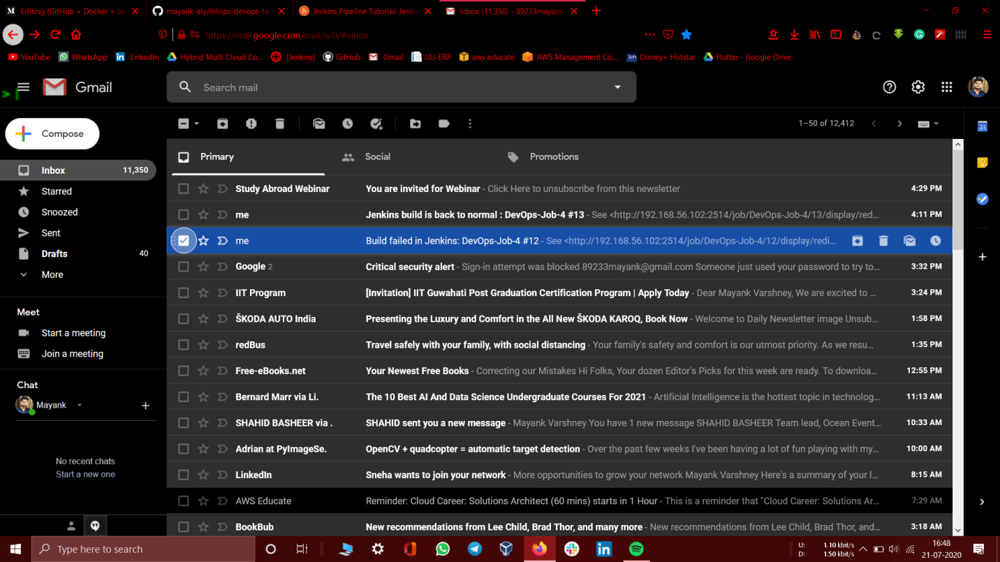 Editing (GitHub + Docker + Je
mayank-aly/mlops-devops-tas
Jenkins Pipeline Tutorial: Jenkin
Inbox (11,350) - 89233mayank
https://mail.google.com/mail/u/0/#inbox
YouTube WhatsApp LinkedIn Hybrid Multi Cloud Co... [Jenkins] GitHub Gmail UU-ERP aws educate AWS Management Co... Disney+ Hotstar Flutter - Google Drive
Gmail
Search mail
Compose
1–50 of 12,412
Primary
Social
Promotions
Inbox 11,350
Starred
Snoozed
Sent
Drafts 40
More
Meet
Start a meeting
Join a meeting
Chat
Mayank
No recent chats
Start a new one
Study Abroad Webinar You are invited for Webinar - Click Here to unsubscribe from this newsletter 4:29 PM
me Jenkins build is back to normal : DevOps-Job-4 #13 - See <http://192.168.56.102:2514/job/DevOps-Job-4/13/display/red... 4:11 PM
me Build failed in Jenkins: DevOps-Job-4 #12 - See <http://192.168.56.102:2514/job/DevOps-Job-4/12/display/redi...
Google 2 Critical security alert - Sign-in attempt was blocked 89233mayank@gmail.com Someone just used your password to try to... 3:32 PM
IIT Program [Invitation] IIT Guwahati Post Graduation Certification Program | Apply Today - Dear Mayank Varshney, We are excited to ... 3:24 PM
ŠKODA AUTO India Presenting the Luxury and Comfort in the All New ŠKODA KAROQ, Book Now - Welcome to Daily Newsletter image Unsub... 1:58 PM
redBus Travel safely with your family, with social distancing - Your family's safety and comfort is our utmost priority. As we resu... 1:35 PM
Free-eBooks.net Your Newest Free Books - Correcting our Mistakes Hi Folks, Your dozen Editor's Picks for this week are ready. To downloa... 12:55 PM
Bernard Marr via Li. The 10 Best AI And Data Science Undergraduate Courses For 2021 - Artificial Intelligence is the hottest topic in technolog... 11:13 AM
SHAHID BASHEER via . SHAHID sent you a new message - Mayank Varshney You have 1 new message SHAHID BASHEER Team lead, Ocean Event... 10:33 AM
Adrian at PyImageSe. OpenCV + quadcopter = automatic target detection - Over the past few weeks I've been having a lot of fun playing with my... 10:00 AM
LinkedIn Sneha wants to join your network - More opportunities to grow your network Mayank Varshney Here's a summary of your l... 8:15 AM
AWS Educate Reminder: Cloud Career: Solutions Architect (60 mins) starts in 1 Hour - This is a reminder that "Cloud Career: Solutions Ar... 7:29 AM
BookBub New recommendations from Lee Child, Brad Thor, and many more - New recommendations from Lee Child, Brad Thor, and... 3:18 AM
31
Type here to search
U: 1.10 kbit/s
D: 1.50 kbit/s
16:48
21-07-2020